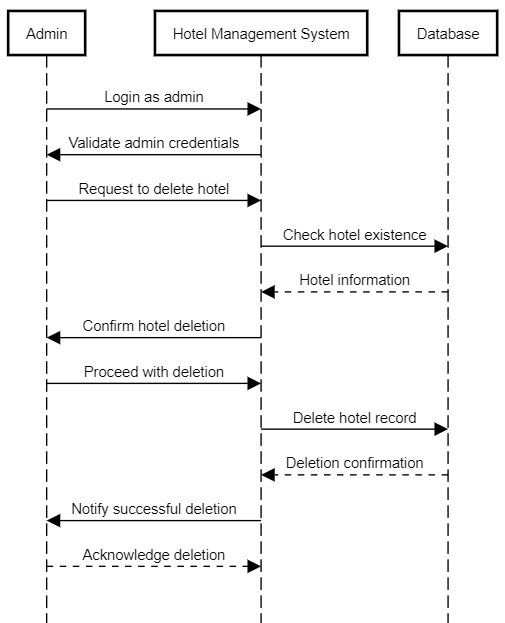 Admin
Hotel Management System
Database
Login as admin
Validate admin credentials
Request to delete hotel
Check hotel existence
Hotel information
Confirm hotel deletion
Proceed with deletion
Delete hotel record
Deletion confirmation
Notify successful deletion
Acknowledge deletion